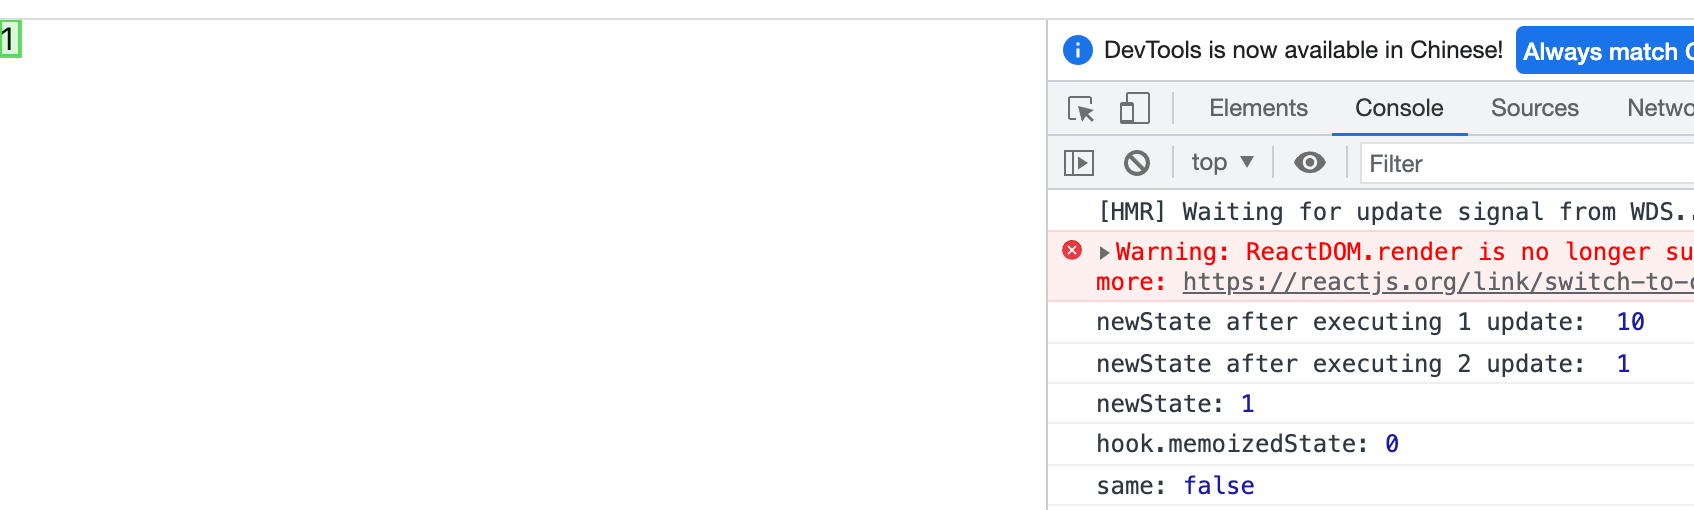 1
DevTools is now available in Chinese! Always match
Elements Console Sources
top Filter
[HMR] Waiting for update signal from WDS..
Warning: ReactDOM.render is no longer su
more: https://reactjs.org/link/switch-to-
newState after executing 1 update: 10
newState after executing 2 update: 1
newState: 1
hook.memoizedState: 0
same: false